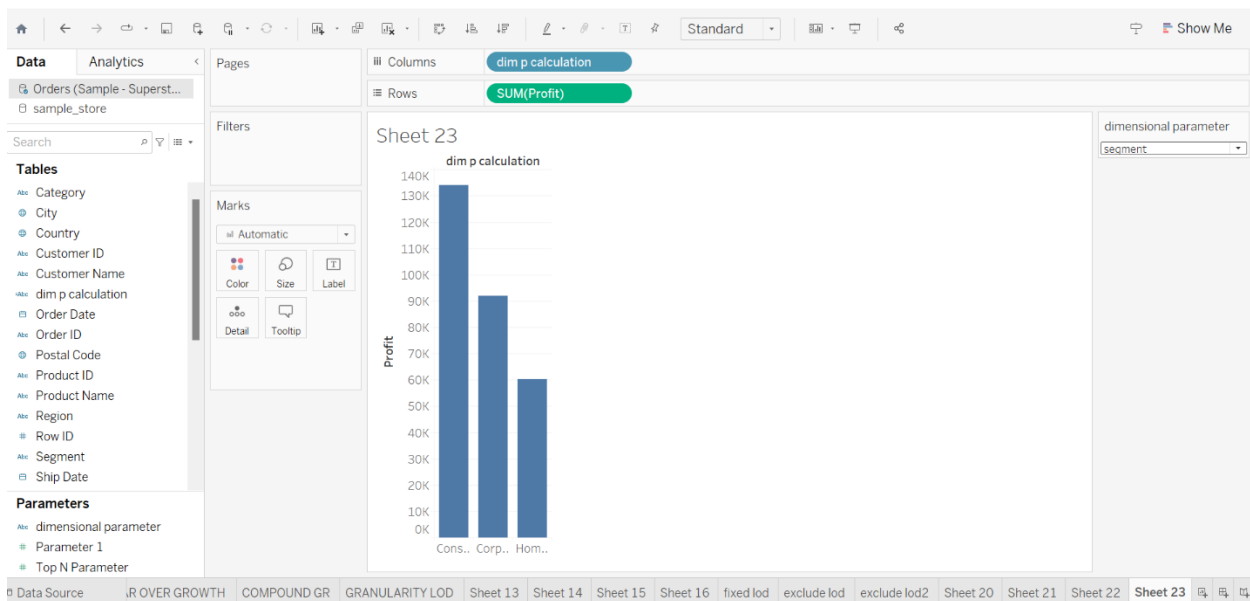 Standard
Show Me
Data
Analytics
Pages
Columns
dim p calculation
Orders (Sample - Superst...
sample_store
Rows
SUM(Profit)
Search
Filters
Sheet 23
dimensional parameter
segment
Tables
Category
City
Country
Customer ID
Customer Name
dim p calculation
Order Date
Order ID
Postal Code
Product ID
Product Name
Region
Row ID
Segment
Ship Date
Parameters
dimensional parameter
Parameter 1
Top N Parameter
Marks
Automatic
Color
Size
Label
Detail
Tooltip
dim p calculation
140K
130K
120K
110K
100K
90K
80K
70K
60K
50K
40K
30K
20K
10K
0K
Profit
Cons.. Corp.. Hom..
Data Source
AR OVER GROWTH
COMPOUND GR
GRANULARITY LOD
Sheet 13
Sheet 14
Sheet 15
Sheet 16
fixed lod
exclude lod
exclude lod2
Sheet 20
Sheet 21
Sheet 22
Sheet 23